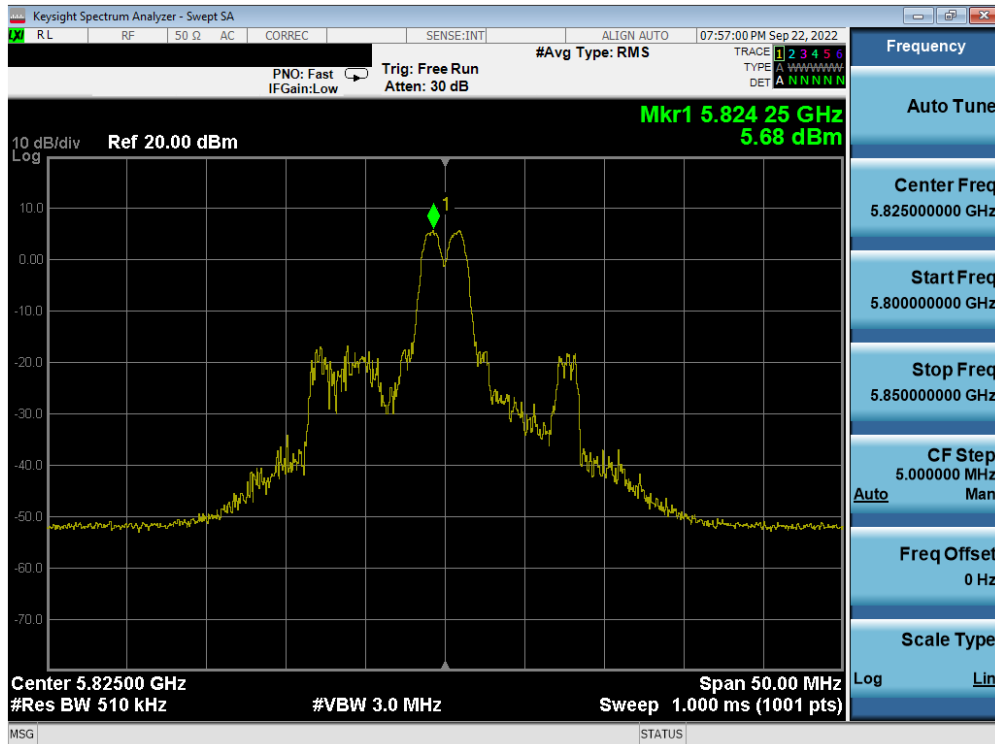 Keysight Spectrum Analyzer - Swept SA
LXI RL RF 50 Ω AC CORREC SENSE:INT ALIGN AUTO 07:57:00 PM Sep 22, 2022
PNO: Fast
IFGain:Low
Trig: Free Run
Atten: 30 dB
#Avg Type: RMS
TRACE 1 2 3 4 5 6
TYPE A WWWWWW
DET A N N N N N
Mkr1 5.824 25 GHz
5.68 dBm
10 dB/div
Log
Ref 20.00 dBm
1
10.0
0.00
-10.0
-20.0
-30.0
-40.0
-50.0
-60.0
-70.0
Center 5.82500 GHz
Span 50.00 MHz
#Res BW 510 kHz
#VBW 3.0 MHz
Sweep 1.000 ms (1001 pts)
MSG
STATUS
Frequency
Auto Tune
Center Freq
5.825000000 GHz
Start Freq
5.800000000 GHz
Stop Freq
5.850000000 GHz
CF Step
5.000000 MHz
Auto Man
Freq Offset
0 Hz
Scale Type
Log Lin